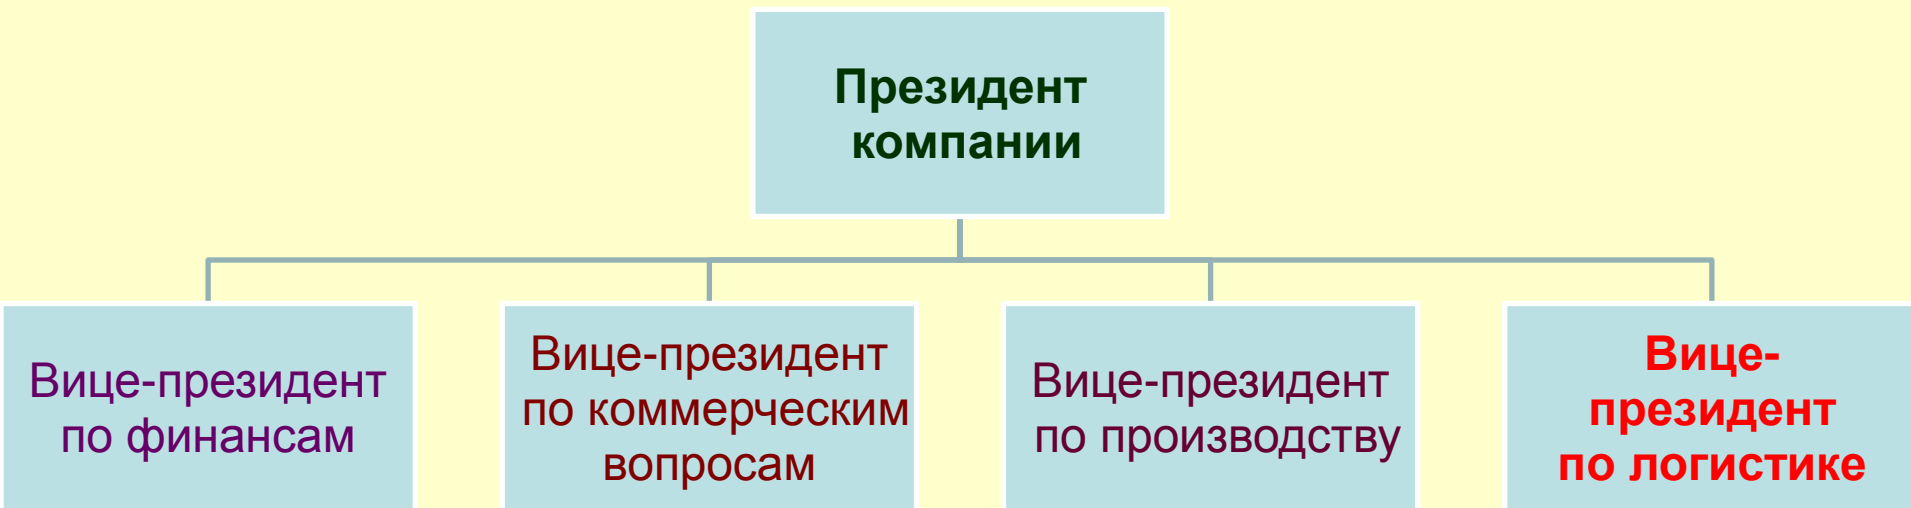 Президент
компании
Вице-президент
по финансам
Вице-президент
по коммерческим
вопросам
Вице-президент
по производству
Вице-
президент
по логистике